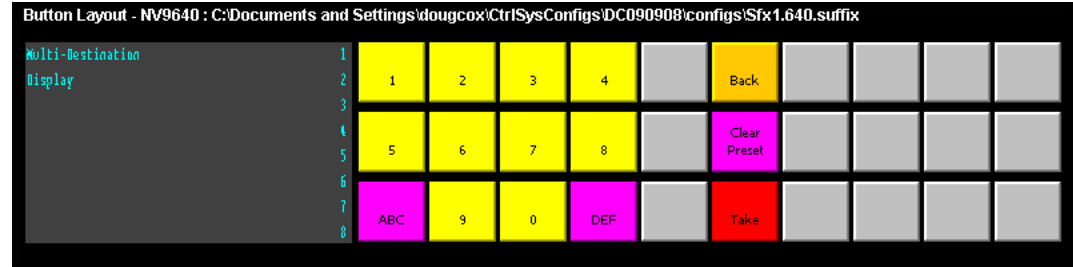 Button Layout - NV9640 : C:\Documents and Settings\dougcox\CtrlSysConfigs\DC090908\configs\Sfx1.640.suffix
Multi-Destination 1
Display 2
3
4
5
6
7
8
1 2 3 4 Back
5 6 7 8 Clear Preset
ABC 9 0 DEF Take